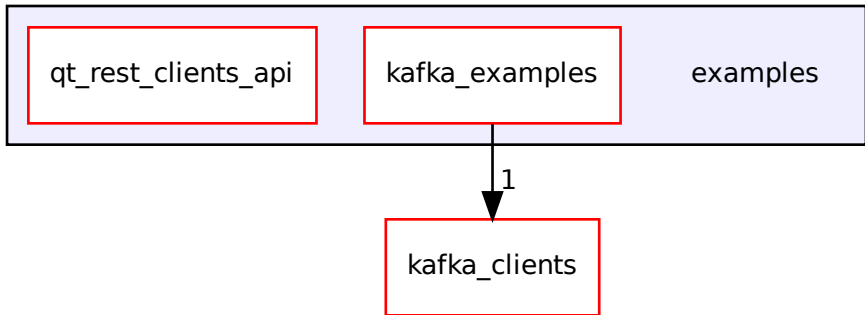 qt_rest_clients_api
kafka_examples
examples
1
kafka_clients